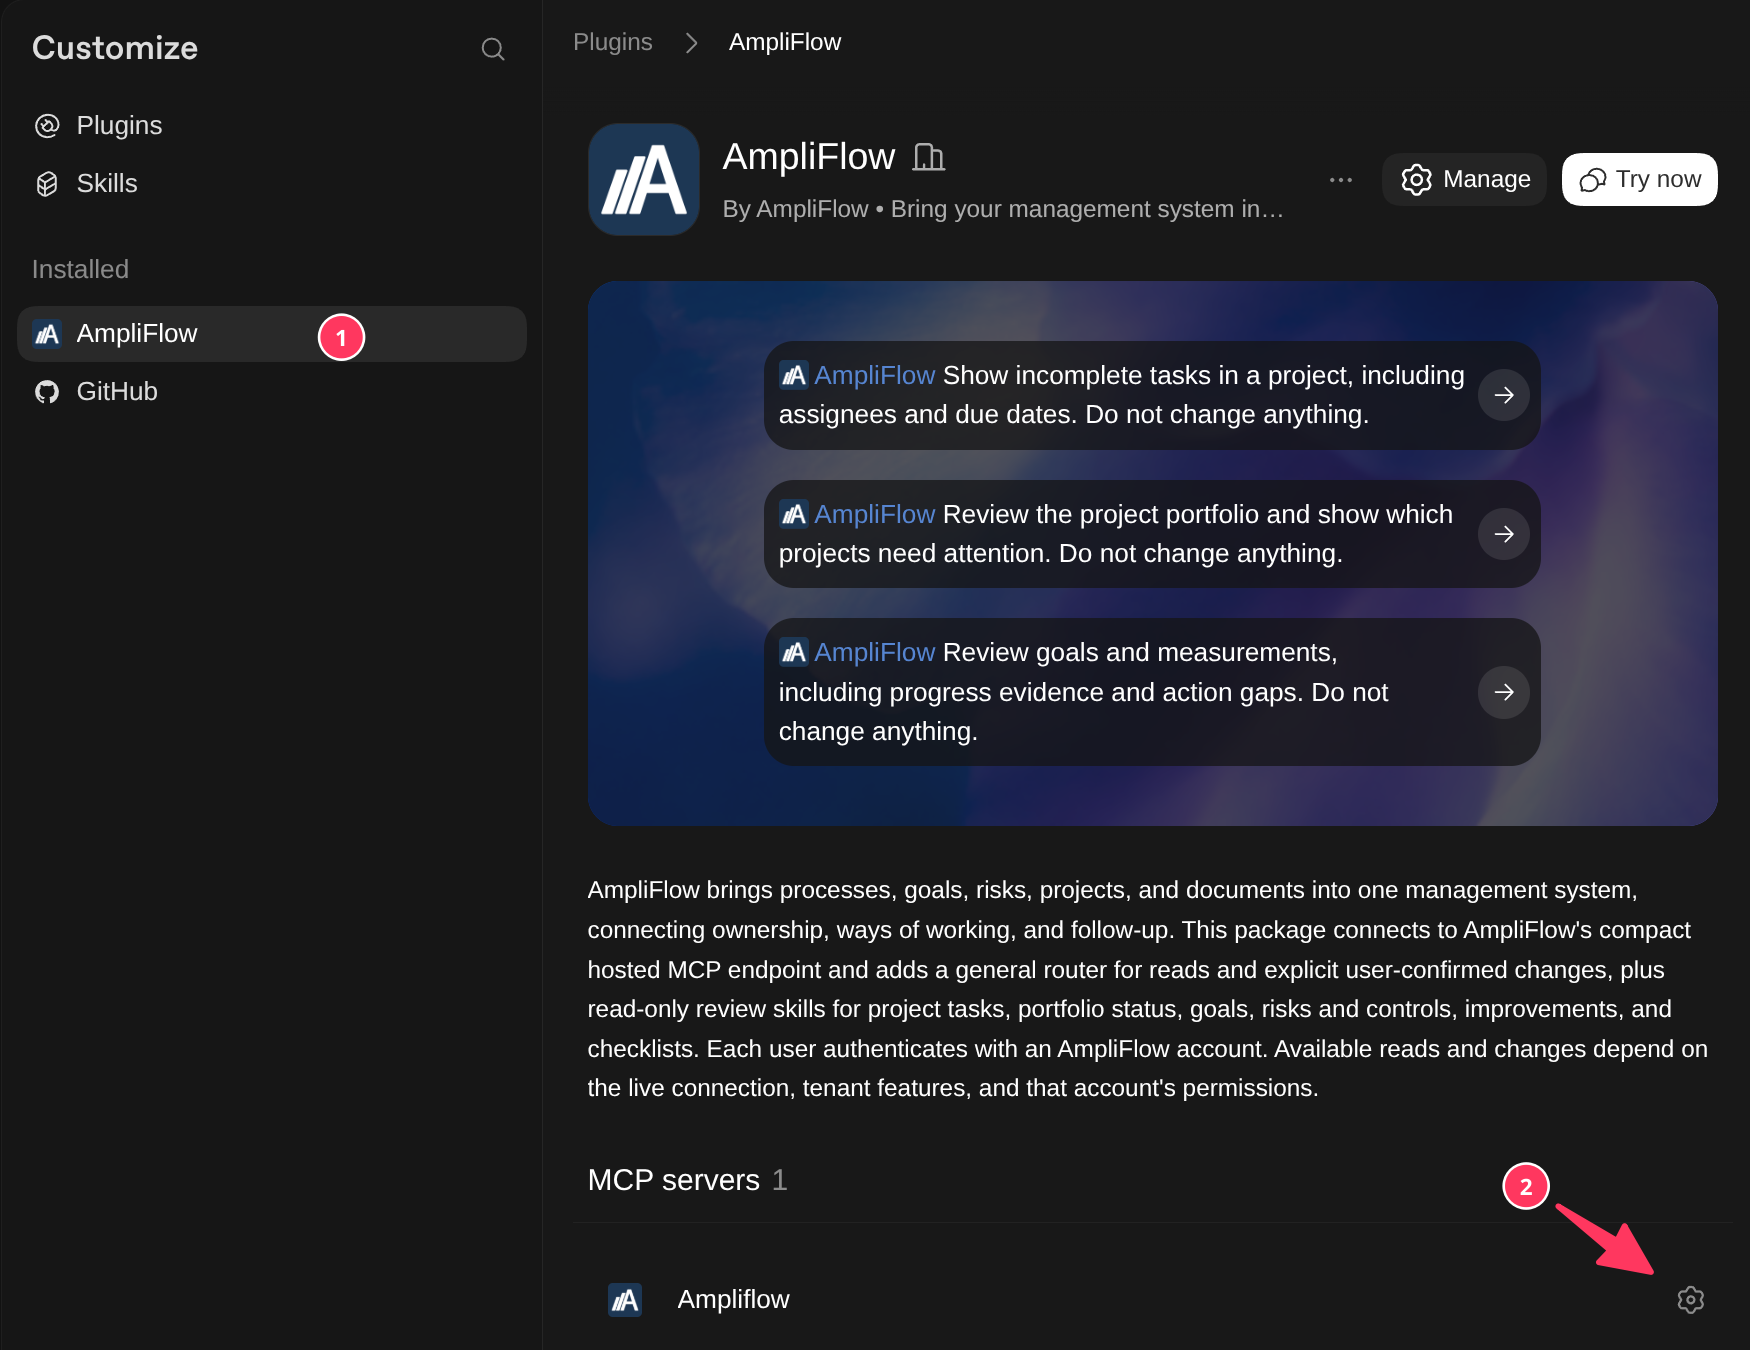 Customize
Plugins
Skills
Installed
AmpliFlow
1
GitHub
Plugins
AmpliFlow
AmpliFlow
By AmpliFlow • Bring your management system in…
Manage
Try now
AmpliFlow Show incomplete tasks in a project, including
assignees and due dates. Do not change anything.
AmpliFlow Review the project portfolio and show which
projects need attention. Do not change anything.
AmpliFlow Review goals and measurements,
including progress evidence and action gaps. Do not
change anything.
AmpliFlow brings processes, goals, risks, projects, and documents into one management system,
connecting ownership, ways of working, and follow-up. This package connects to AmpliFlow's compact
hosted MCP endpoint and adds a general router for reads and explicit user-confirmed changes, plus
read-only review skills for project tasks, portfolio status, goals, risks and controls, improvements, and
checklists. Each user authenticates with an AmpliFlow account. Available reads and changes depend on
the live connection, tenant features, and that account's permissions.
MCP servers 1
2
Ampliflow